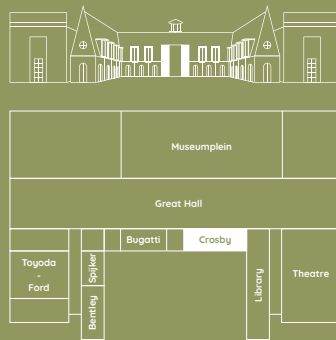 Museumplein
Great Hall
Bugatti
Crosby
Toyoda
-
Ford
Spijker
Bentley
Library
Theatre